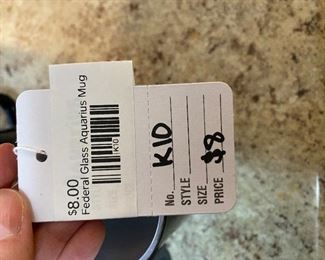 $8.00
Federal Glass Aquarius Mug
K10
No. K10
STYLE
SIZE
PRICE $8